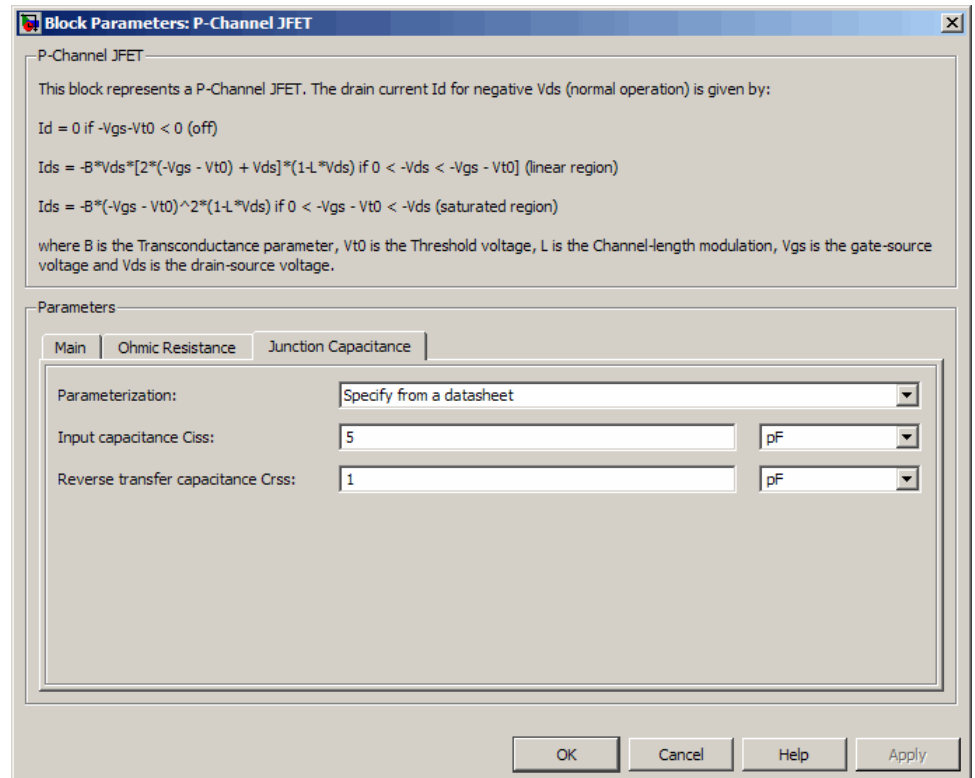 Block Parameters: P-Channel JFET
P-Channel JFET
This block represents a P-Channel JFET. The drain current Id for negative Vds (normal operation) is given by:
Id = 0 if -Vgs-Vt0 < 0 (off)
Ids = -B*Vds*[2*(-Vgs - Vt0) + Vds]*(1-L*Vds) if 0 < -Vds < -Vgs - Vt0] (linear region)
Ids = -B*(-Vgs - Vt0)^2*(1-L*Vds) if 0 < -Vgs - Vt0 < -Vds (saturated region)
where B is the Transconductance parameter, Vt0 is the Threshold voltage, L is the Channel-length modulation, Vgs is the gate-source
voltage and Vds is the drain-source voltage.
Parameters
Main Ohmic Resistance Junction Capacitance
Parameterization: Specify from a datasheet
Input capacitance Ciss: 5 pF
Reverse transfer capacitance Crss: 1 pF
OK Cancel Help Apply